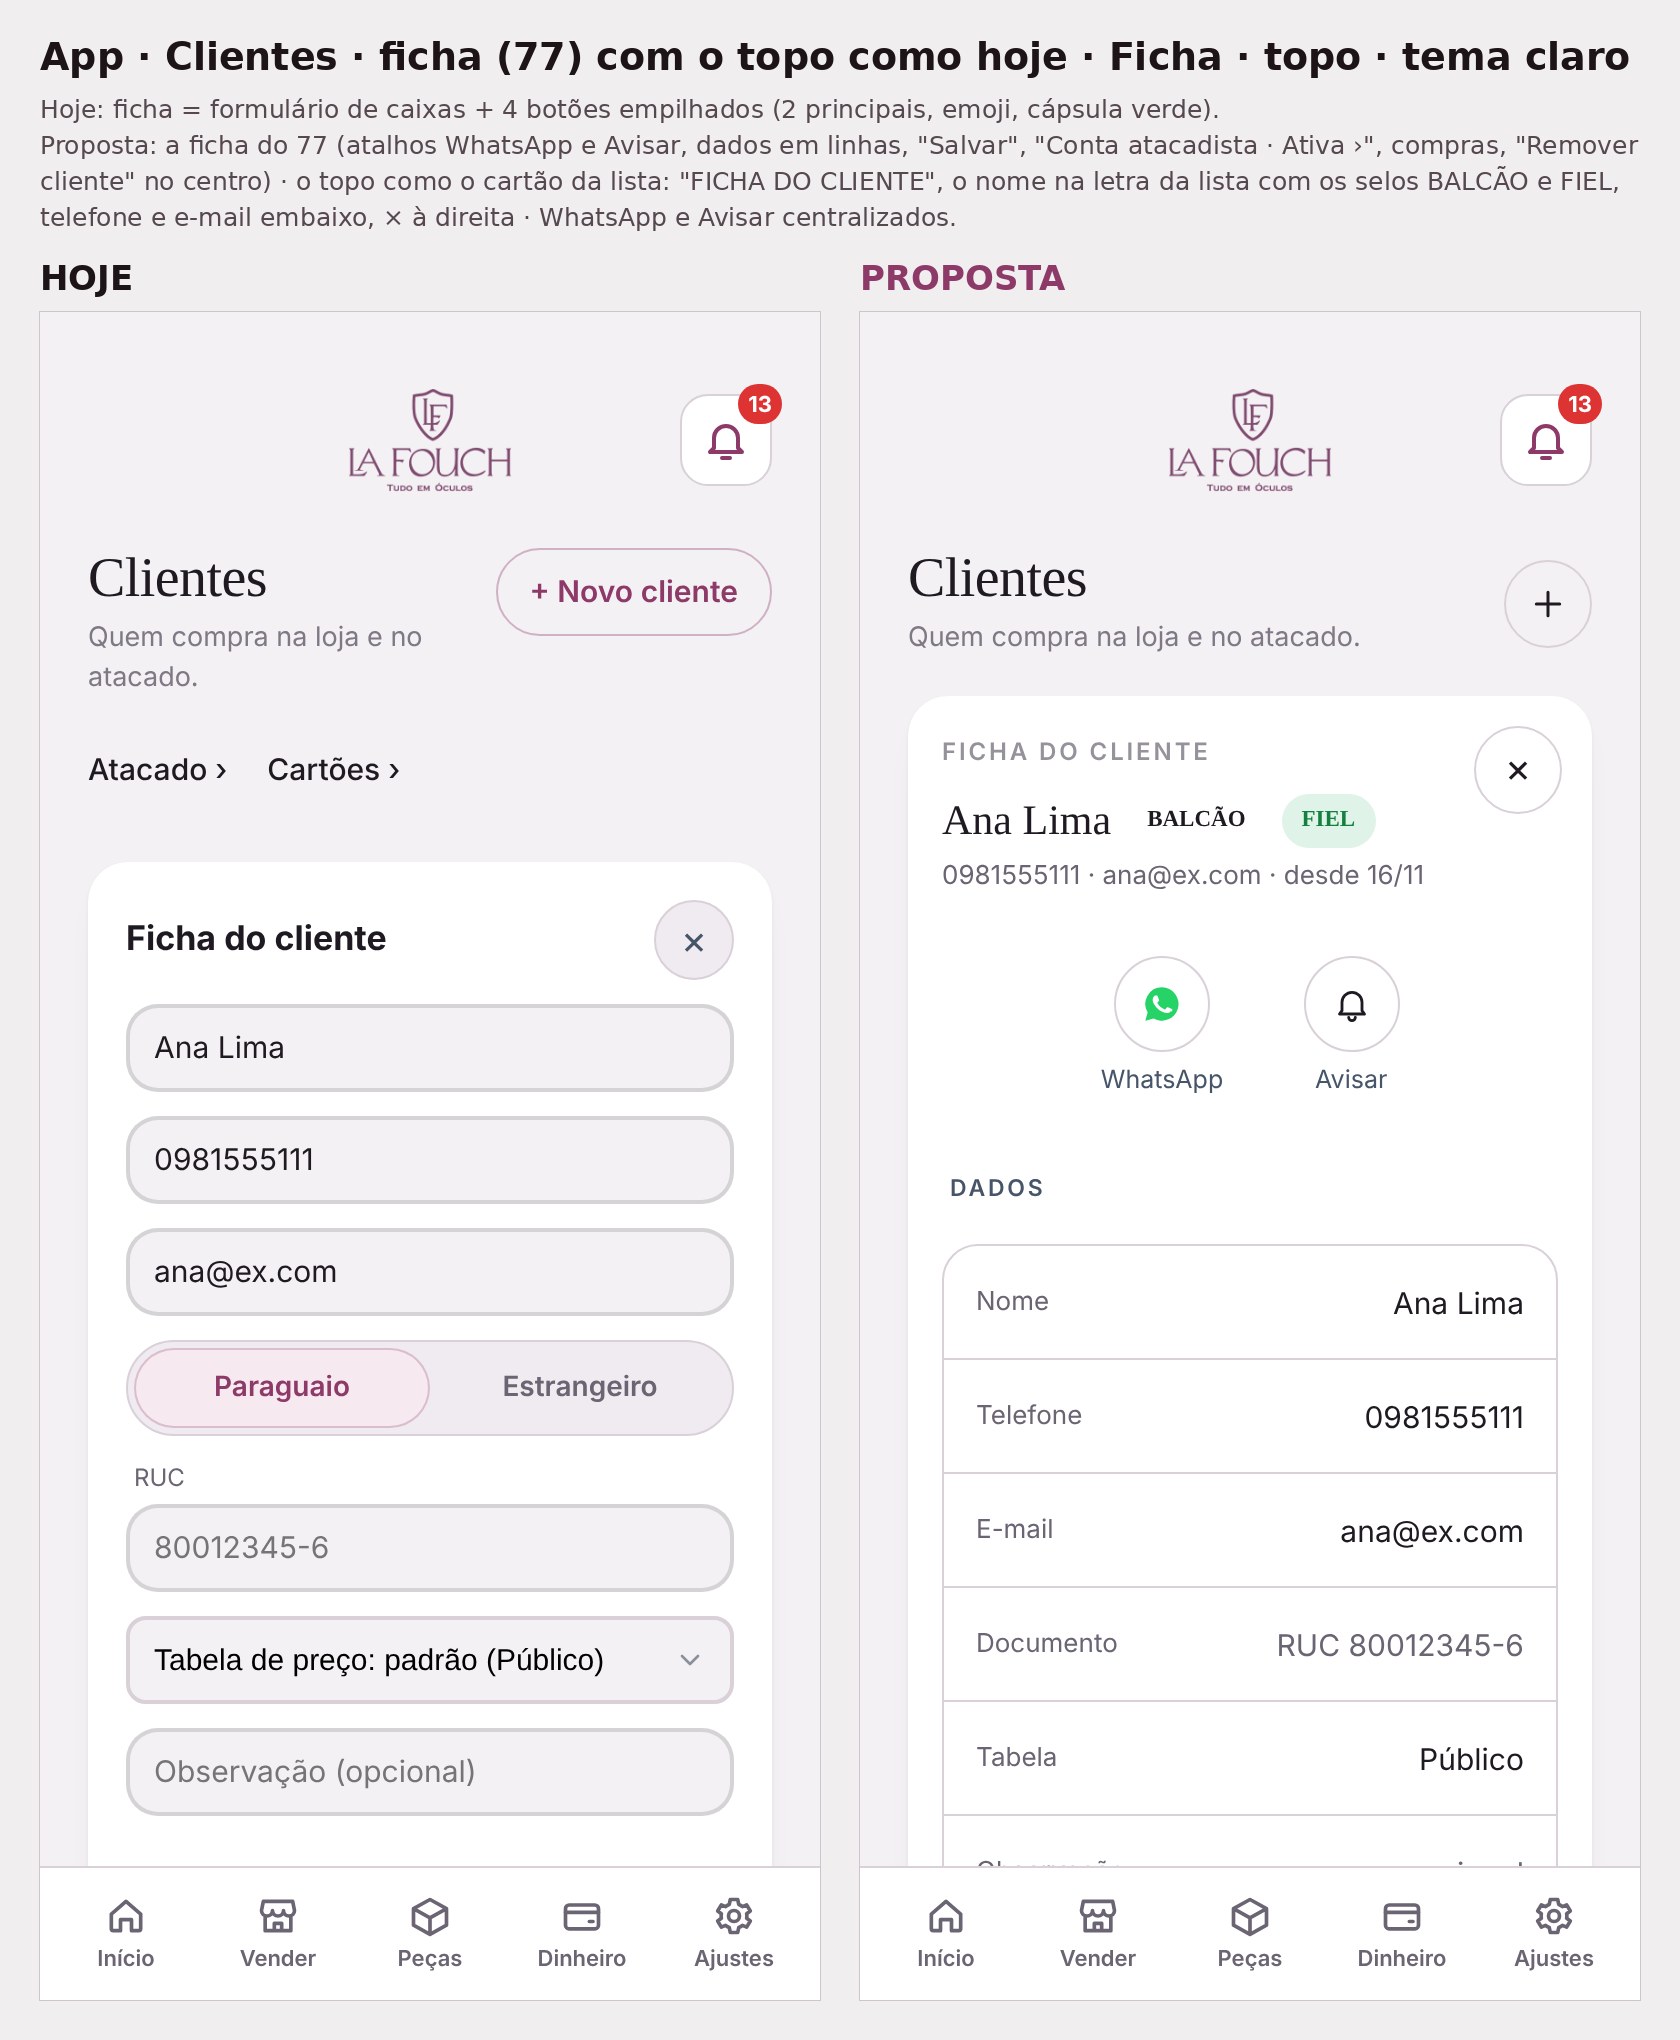 App · Clientes · ficha (77) com o topo como hoje · Ficha · topo · tema claro
Hoje: ficha = formulário de caixas + 4 botões empilhados (2 principais, emoji, cápsula verde).
Proposta: a ficha do 77 (atalhos WhatsApp e Avisar, dados em linhas, "Salvar", "Conta atacadista · Ativa ›", compras, "Remover
cliente" no centro) · o topo como o cartão da lista: "FICHA DO CLIENTE", o nome na letra da lista com os selos BALCÃO e FIEL,
telefone e e-mail embaixo, × à direita · WhatsApp e Avisar centralizados.
HOJE
LF
LA FOUCH
TUDO EM ÓCULOS
13
Clientes
+ Novo cliente
Quem compra na loja e no
atacado.
Atacado › Cartões ›
Ficha do cliente
×
Ana Lima
0981555111
ana@ex.com
Paraguaio Estrangeiro
RUC
80012345-6
Tabela de preço: padrão (Público)
Observação (opcional)
Início Vender Peças Dinheiro Ajustes
PROPOSTA
LF
LA FOUCH
TUDO EM ÓCULOS
13
Clientes
+
Quem compra na loja e no atacado.
FICHA DO CLIENTE
×
Ana Lima BALCÃO FIEL
0981555111 · ana@ex.com · desde 16/11
WhatsApp Avisar
DADOS
Nome Ana Lima
Telefone 0981555111
E-mail ana@ex.com
Documento RUC 80012345-6
Tabela Público
Início Vender Peças Dinheiro Ajustes